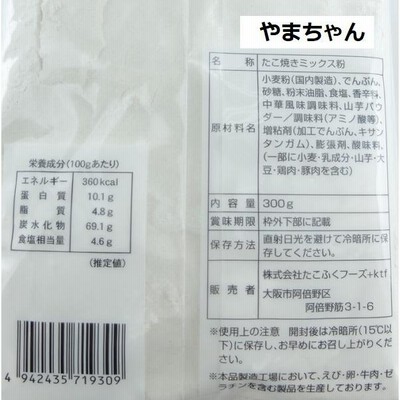 やまちゃん
名称 たこ焼きミックス粉
原材料名 小麦粉(国内製造)、でんぷん、
砂糖、粉末油脂、食塩、香辛料、
中華風味調味料、山芋パウ
ダー/調味料(アミノ酸等)、
増粘剤(加工でんぷん、キサン
タンガム)、膨張剤、酸味料、
(一部に小麦・乳成分・山芋・大
豆・鶏肉・豚肉を含む)
内容量 300g
賞味期限 枠外下部に記載
保存方法 直射日光を避けて冷暗所に保存
してください。
販売者 株式会社たこふくフーズ+ktf
大阪市阿倍野区
阿倍野筋3-1-6
※使用上の注意 開封後は冷暗所(15℃以
下)に保存し、お早めにお召し上がりくだ
さい。
※本品製造工場において、えび・卵・牛肉・ゼ
ラチンを含む製品を生産しております。
栄養成分(100gあたり)
エネルギー 360kcal
蛋白質 10.1g
脂質 4.8g
炭水化物 69.1g
食塩相当量 4.6g
(推定値)
4 942435 719309